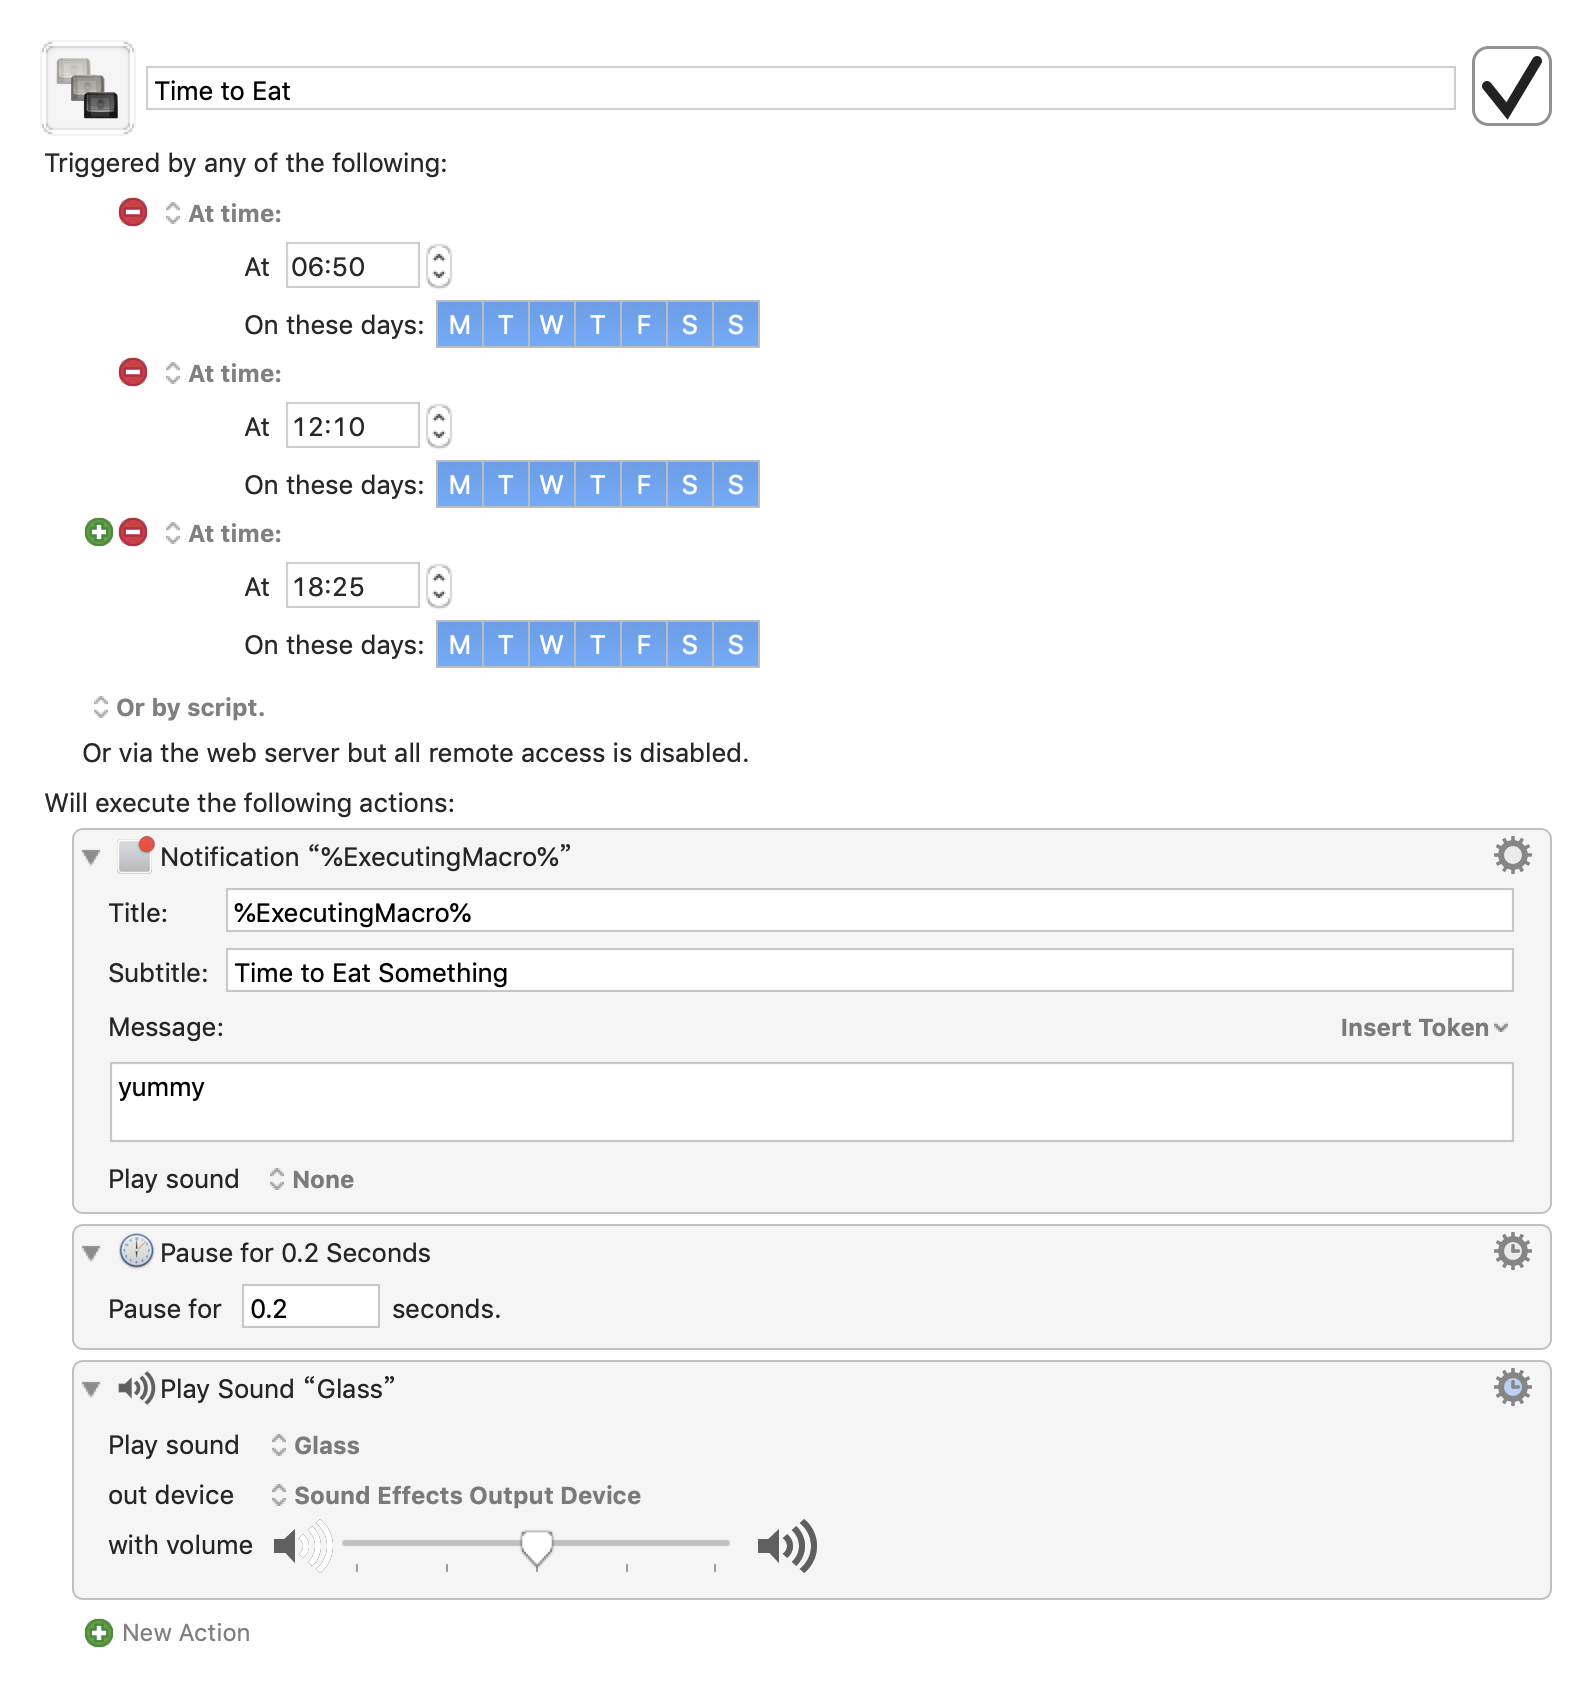 Time to Eat
Triggered by any of the following:
At time:
At 06:50
On these days: M T W T F S S
At time:
At 12:10
On these days: M T W T F S S
At time:
At 18:25
On these days: M T W T F S S
Or by script.
Or via the web server but all remote access is disabled.
Will execute the following actions:
Notification “%ExecutingMacro%”
Title: %ExecutingMacro%
Subtitle: Time to Eat Something
Message: Insert Token
yummy
Play sound None
Pause for 0.2 Seconds
Pause for 0.2 seconds.
Play Sound “Glass”
Play sound Glass
out device Sound Effects Output Device
with volume
New Action